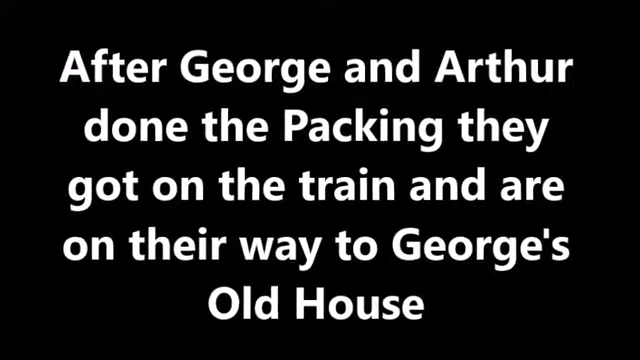 After George and Arthur
done the Packing they
got on the train and are
on their way to George's
Old House